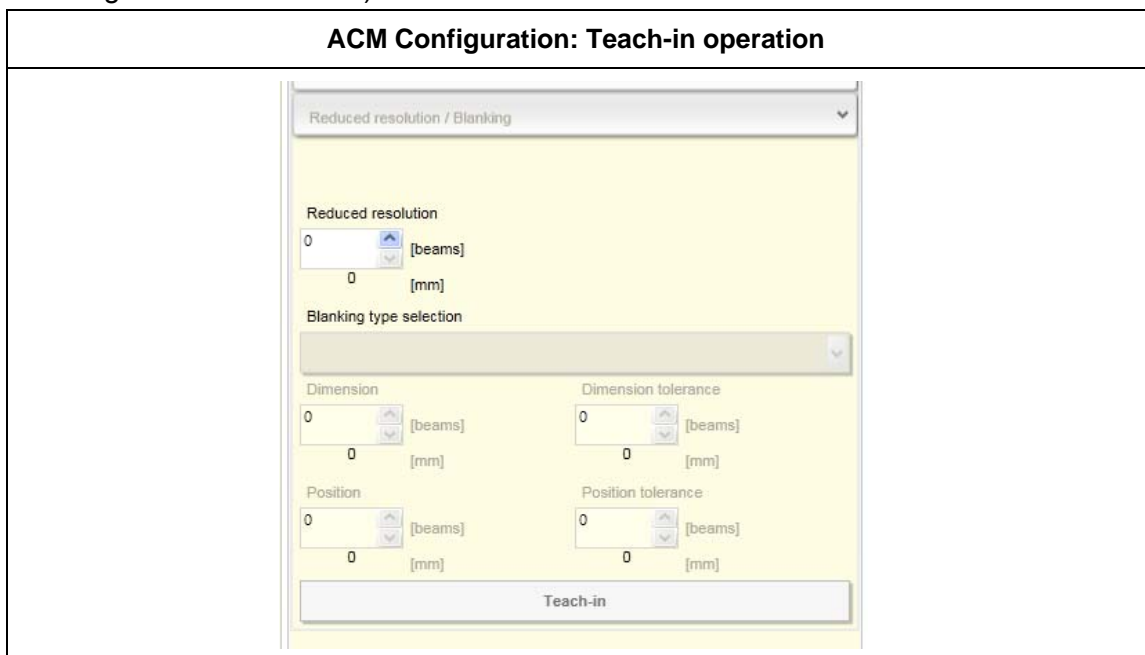 ACM Configuration: Teach-in operation
Reduced resolution / Blanking
Reduced resolution
0 [beams]
0 [mm]
Blanking type selection
Dimension Dimension tolerance
0 [beams] 0 [beams]
0 [mm] 0 [mm]
Position Position tolerance
0 [beams] 0 [beams]
0 [mm] 0 [mm]
Teach-in